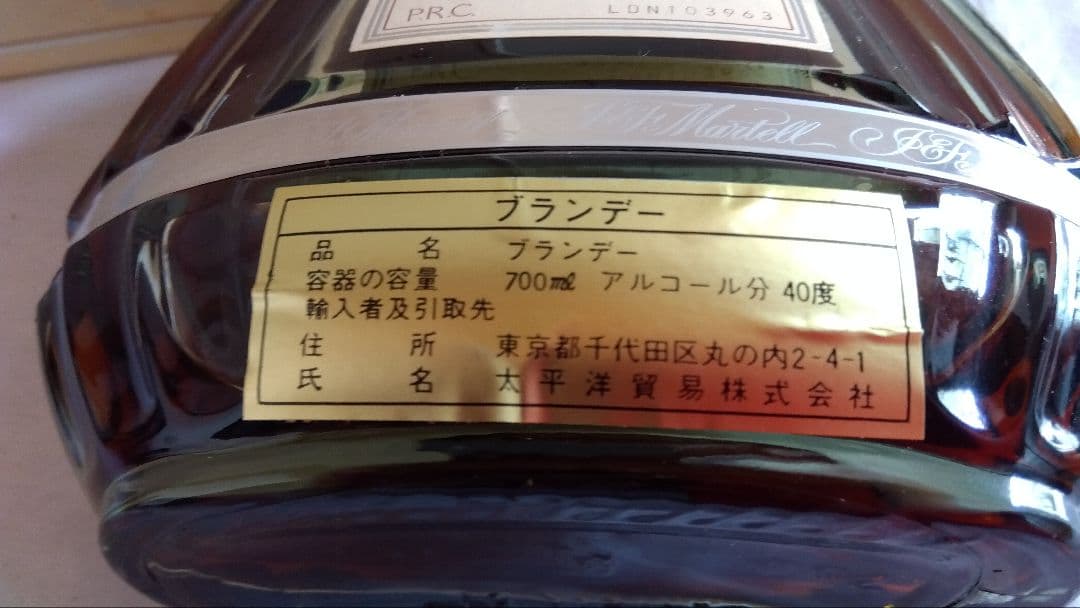 P.R.C.
LDN103963
J.&F. Martell
J&F.
ブランデー
品名 ブランデー
容器の容量 700ml アルコール分 40度
輸入者及引取先
住所 東京都千代田区丸の内2-4-1
氏名 太平洋貿易株式会社